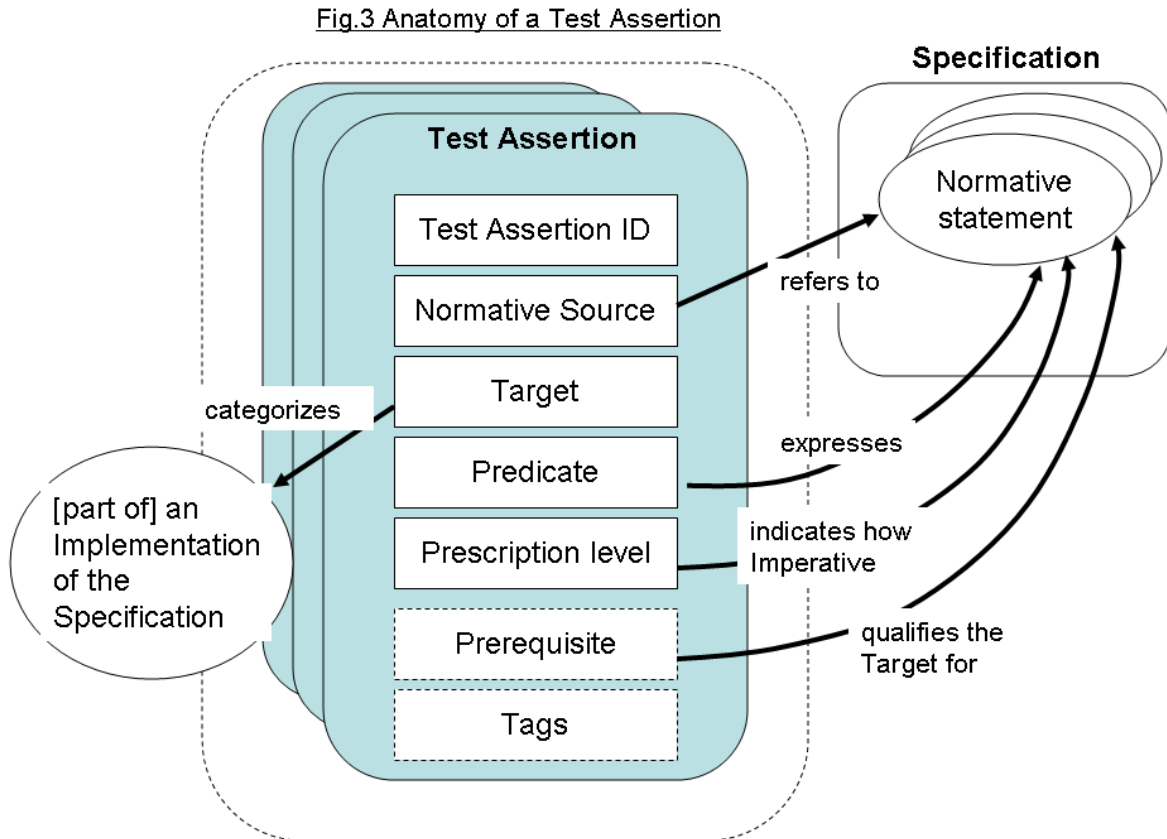 Fig.3 Anatomy of a Test Assertion
Specification
Test Assertion
Normative
statement
Test Assertion ID
Normative Source
refers to
Target
categorizes
Predicate
expresses
[part of] an
Implementation
of the
Specification
Prescription level
indicates how
Imperative
Prerequisite
qualifies the
Target for
Tags